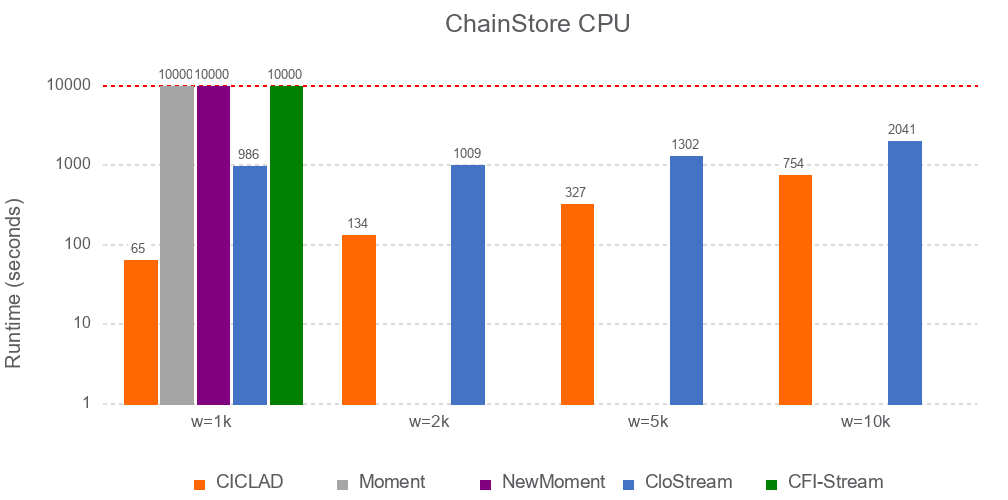 ChainStore CPU
Runtime (seconds)
10000
1000
100
10
1
65
10000
10000
986
10000
134
1009
327
1302
754
2041
w=1k
w=2k
w=5k
w=10k
CICLAD
Moment
NewMoment
CloStream
CFI-Stream